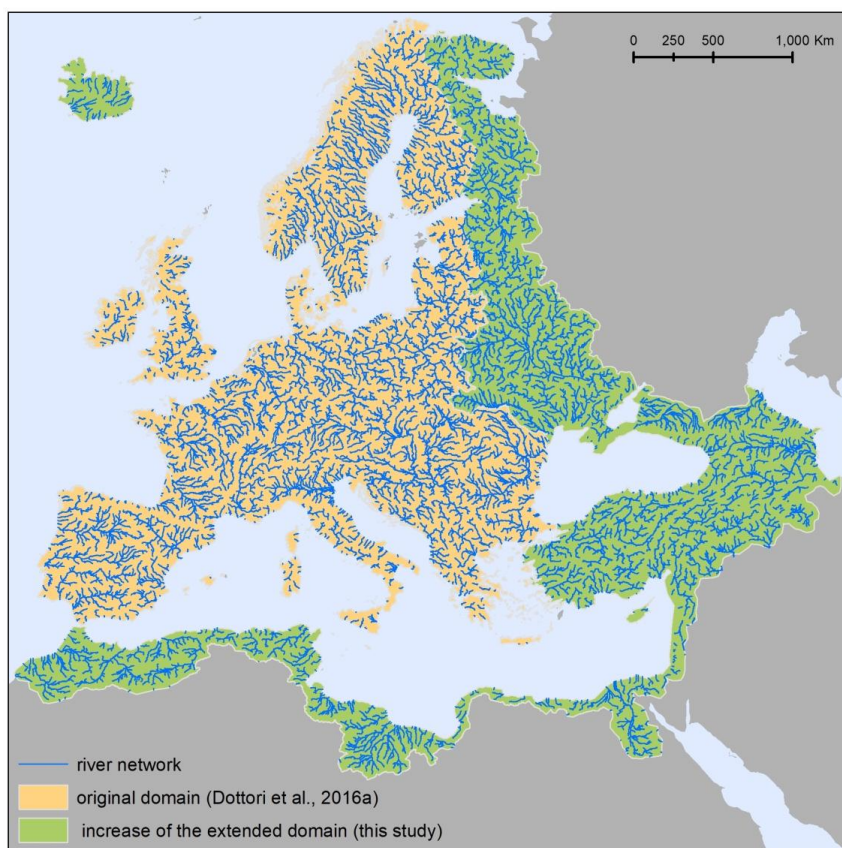 0 250 500 1,000 Km
river network
original domain (Dottori et al., 2016a)
increase of the extended domain (this study)